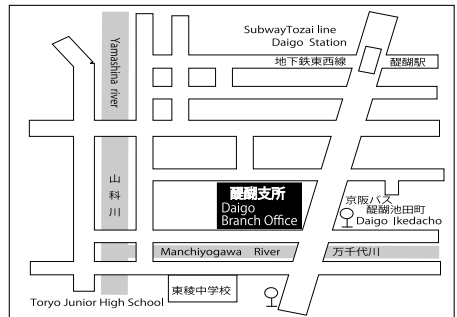 SubwayTozai line
Daigo Station
地下鉄東西線
醍醐駅
Yamashina river
山科川
醍醐支所
Daigo
Branch Office
京阪バス
醍醐池田町
Daigo Ikedacho
Manchiyogawa River
万千代川
東稜中学校
Toryo Junior High School